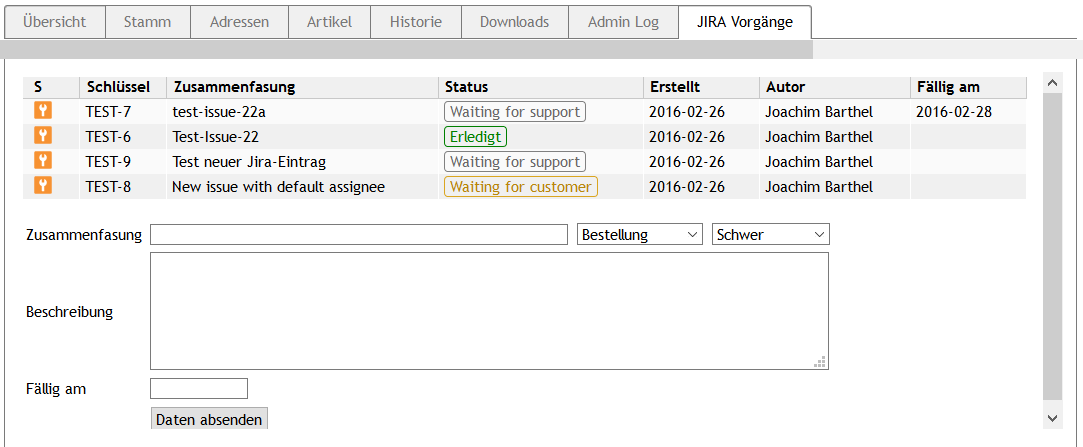 Übersicht Stamm Adressen Artikel Historie Downloads Admin Log JIRA Vorgänge
S Schlüssel Zusammenfasung Status Erstellt Autor Fällig am
TEST-7 test-issue-22a Waiting for support 2016-02-26 Joachim Barthel 2016-02-28
TEST-6 Test-Issue-22 Erledigt 2016-02-26 Joachim Barthel
TEST-9 Test neuer Jira-Eintrag Waiting for support 2016-02-26 Joachim Barthel
TEST-8 New issue with default assignee Waiting for customer 2016-02-26 Joachim Barthel
Zusammenfasung Bestellung Schwer
Beschreibung
Fällig am
Daten absenden